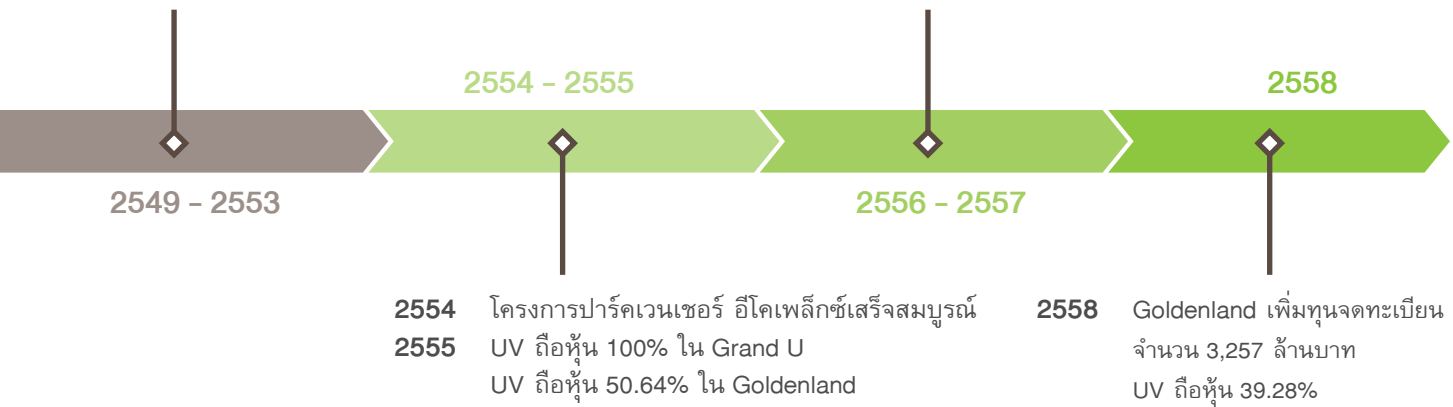 2554 – 2555
2558
2549 – 2553
2556 – 2557
2554 โครงการปาร์คเวนเชอร์ อีโคเพล็กซ์เสร็จสมบูรณ์
2555 UV ถือหุ้น 100% ใน Grand U
UV ถือหุ้น 50.64% ใน Goldenland
2558 Goldenland เพิ่มทุนจดทะเบียน
จำนวน 3,257 ล้านบาท
UV ถือหุ้น 39.28%